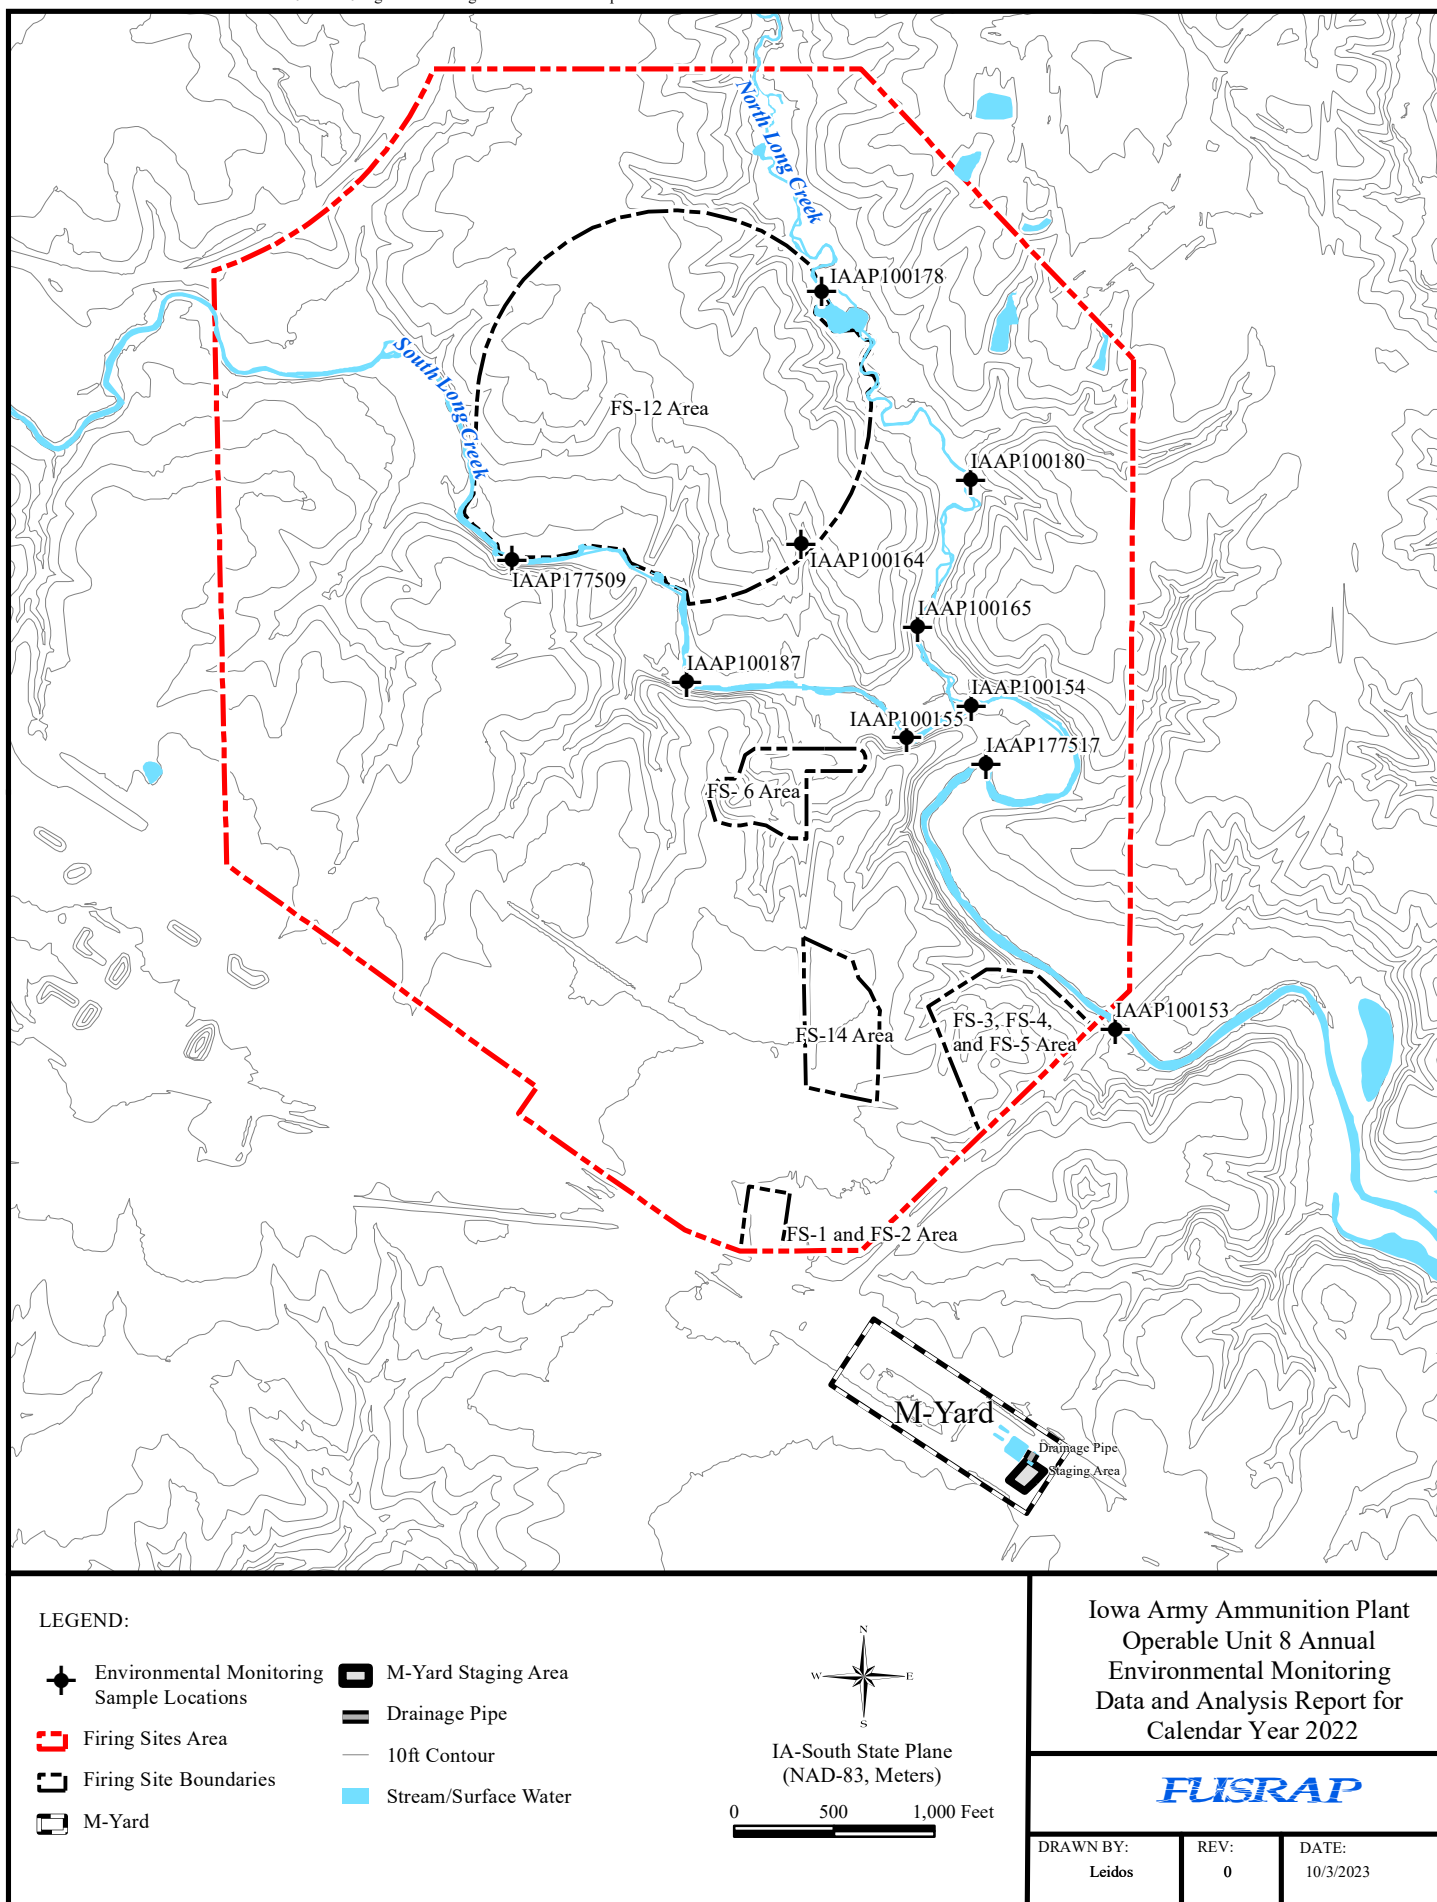 North Long Creek
IAAP100178
South Long Creek
FS-12 Area
IAAP100180
IAAP100164
IAAP177509
IAAP100165
IAAP100187
IAAP100154
IAAP100155
IAAP177517
FS- 6 Area
IAAP100153
FS-3, FS-4,
and FS-5 Area
FS-14 Area
FS-1 and FS-2 Area
M-Yard
Drainage Pipe
Staging Area
LEGEND:
Environmental Monitoring
Sample Locations
Firing Sites Area
Firing Site Boundaries
M-Yard
M-Yard Staging Area
Drainage Pipe
10ft Contour
Stream/Surface Water
N
W E
S
IA-South State Plane
(NAD-83, Meters)
0 500 1,000 Feet
Iowa Army Ammunition Plant
Operable Unit 8 Annual
Environmental Monitoring
Data and Analysis Report for
Calendar Year 2022
FUSRAP
DRAWN BY:
Leidos
REV:
0
DATE:
10/3/2023